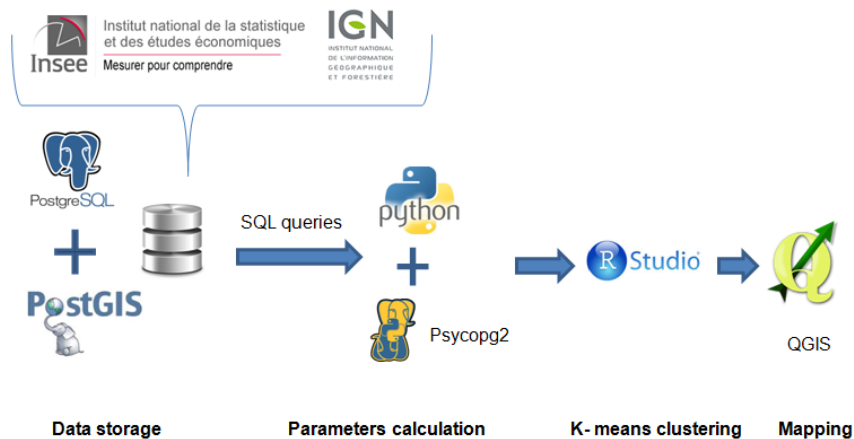 Insee
Institut national de la statistique
et des études économiques
Mesurer pour comprendre
IGN
INSTITUT NATIONAL
DE L'INFORMATION
GÉOGRAPHIQUE
ET FORESTIÈRE
PostgreSQL
PostGIS
SQL queries
python
Psycopg2
R Studio
QGIS
Data storage
Parameters calculation
K- means clustering
Mapping